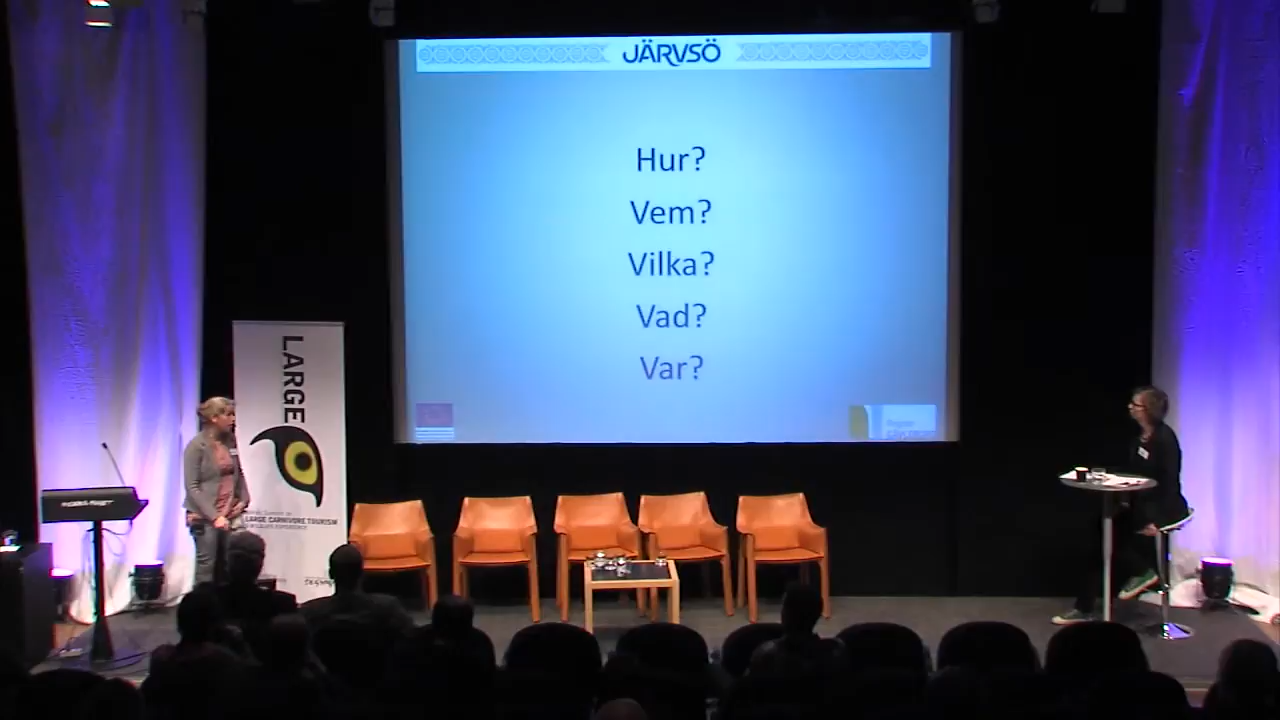 JÄRVSÖ
Hur?
Vem?
Vilka?
Vad?
Var?
LARGE
LARGE CARNIVORE TOURISM